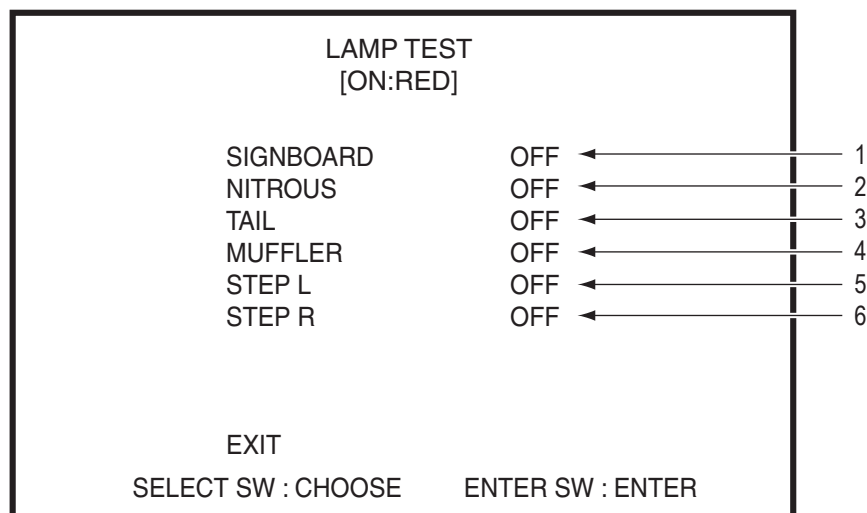 LAMP TEST
[ON:RED]
SIGNBOARD OFF 1
NITROUS OFF 2
TAIL OFF 3
MUFFLER OFF 4
STEP L OFF 5
STEP R OFF 6
EXIT
SELECT SW : CHOOSE ENTER SW : ENTER